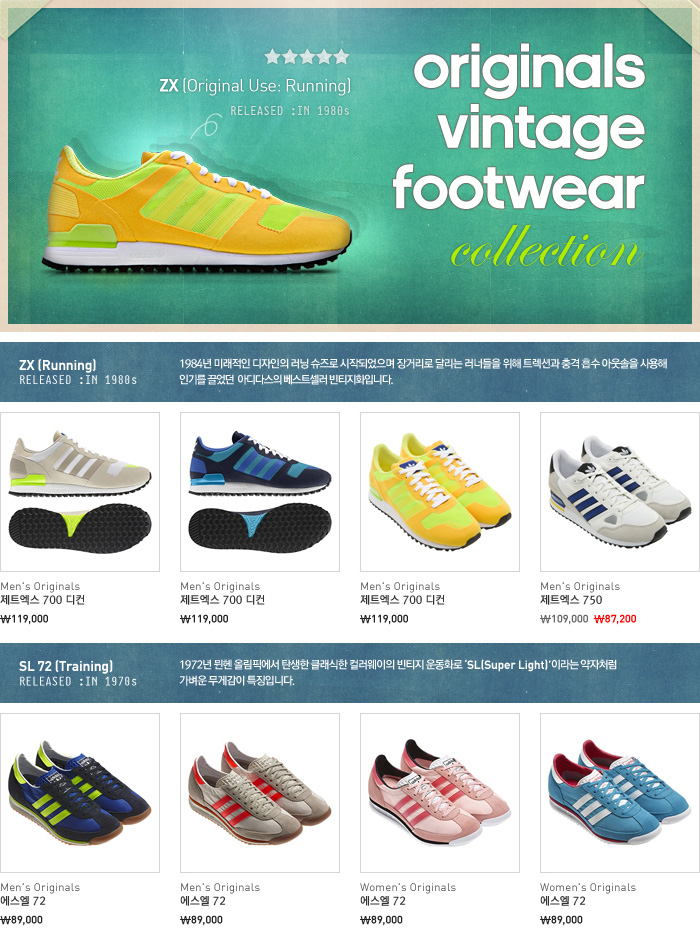 ZX (Original Use: Running)
RELEASED :IN 1980s
originals
vintage
footwear
collection
ZX (Running)
RELEASED :IN 1980s
1984년 미래적인 디자인의 러닝 슈즈로 시작되었으며 장거리로 달리는 러너들을 위해 트렉션과 충격 흡수 아웃솔을 사용해
인기를 끌었던 아디다스의 베스트셀러 빈티지화입니다.
Men's Originals
제트엑스 700 디컨
₩119,000
Men's Originals
제트엑스 700 디컨
₩119,000
Men's Originals
제트엑스 700 디컨
₩119,000
Men's Originals
제트엑스 750
₩109,000 ₩87,200
SL 72 (Training)
RELEASED :IN 1970s
1972년 뮌헨 올림픽에서 탄생한 클래식한 컬러웨이의 빈티지 운동화로 'SL(Super Light)'이라는 약자처럼
가벼운 무게감이 특징입니다.
Men's Originals
에스엘 72
₩89,000
Men's Originals
에스엘 72
₩89,000
Women's Originals
에스엘 72
₩89,000
Women's Originals
에스엘 72
₩89,000